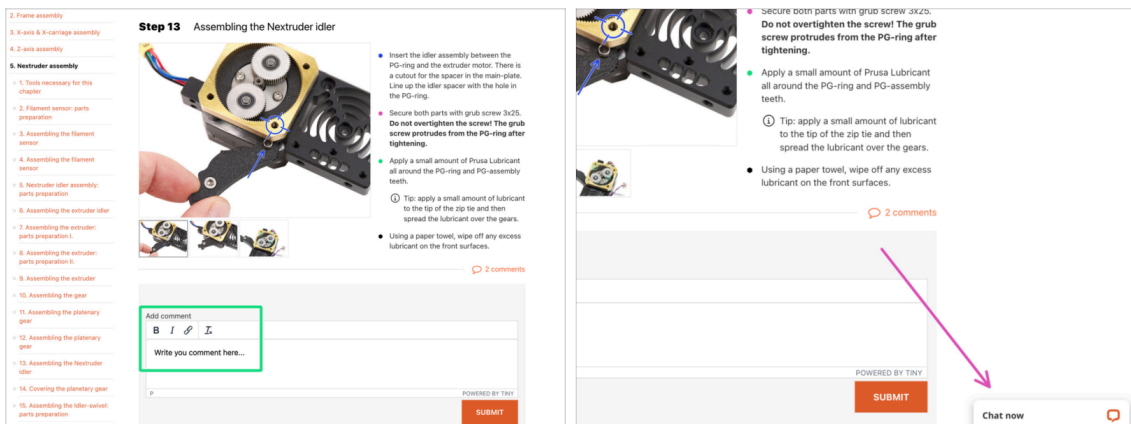 2. Frame assembly
3. X-axis & X-carriage assembly
4. Z-axis assembly
5. Nextruder assembly
1. Tools necessary for this
chapter
2. Filament sensor: parts
preparation
3. Assembling the filament
sensor
4. Assembling the filament
sensor
5. Nextruder idler assembly:
parts preparation
6. Assembling the extruder idler
7. Assembling the extruder:
parts preparation I.
8. Assembling the extruder:
parts preparation II.
9. Assembling the extruder
10. Assembling the gear
11. Assembling the platenary
gear
12. Assembling the platenary
gear
13. Assembling the Nextruder
idler
14. Covering the planetary gear
15. Assembling the Idler-swivel:
parts preparation
Step 13 Assembling the Nextruder idler
Insert the idler assembly between the
PG-ring and the extruder motor. There is
a cutout for the spacer in the main-plate.
Line up the idler spacer with the hole in
the PG-ring.
Secure both parts with grub screw 3x25.
Do not overtighten the screw! The grub
screw protrudes from the PG-ring after
tightening.
Apply a small amount of Prusa Lubricant
all around the PG-ring and PG-assembly
teeth.
Tip: apply a small amount of lubricant
to the tip of the zip tie and then
spread the lubricant over the gears.
Using a paper towel, wipe off any excess
lubricant on the front surfaces.
2 comments
Add comment
B I
Write you comment here...
P POWERED BY TINY
SUBMIT
Secure both parts with grub screw 3x25.
Do not overtighten the screw! The grub
screw protrudes from the PG-ring after
tightening.
Apply a small amount of Prusa Lubricant
all around the PG-ring and PG-assembly
teeth.
Tip: apply a small amount of lubricant
to the tip of the zip tie and then
spread the lubricant over the gears.
Using a paper towel, wipe off any excess
lubricant on the front surfaces.
2 comments
POWERED BY TINY
SUBMIT
Chat now